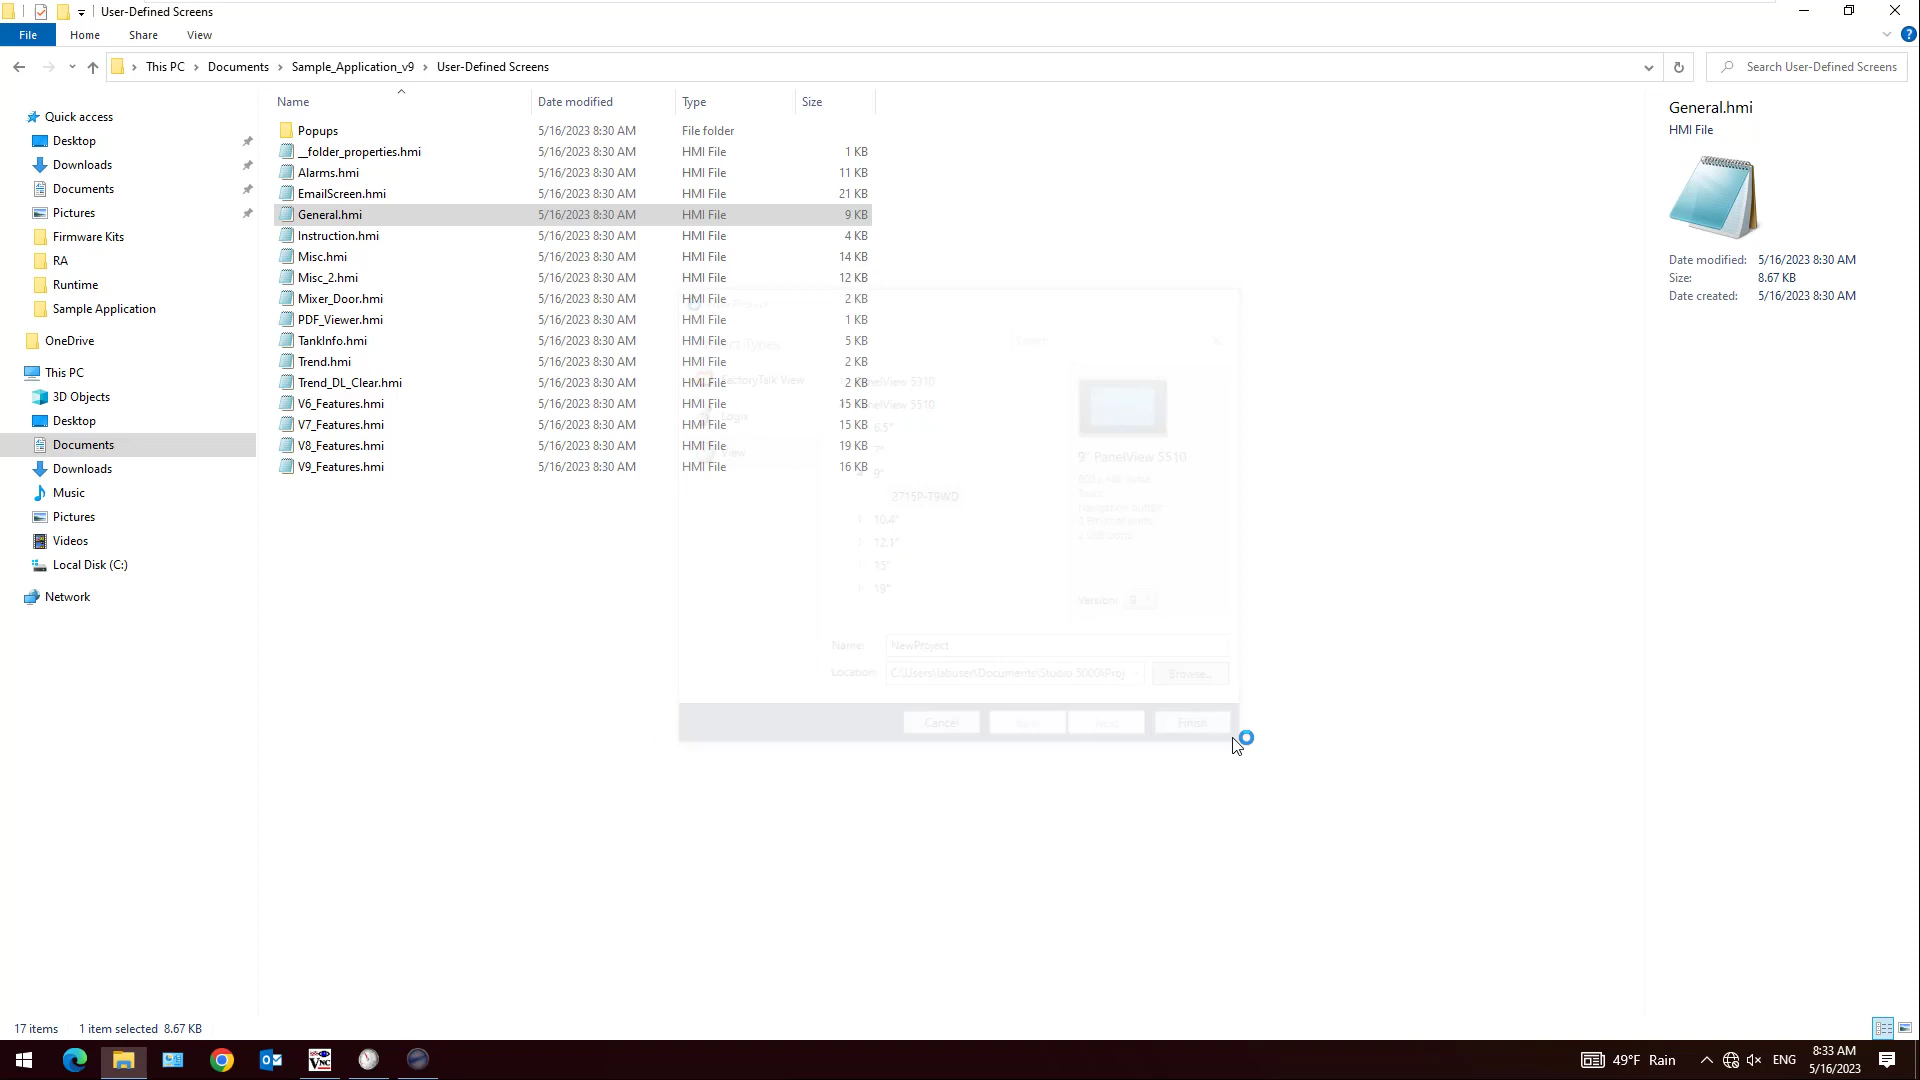 User-Defined Screens
File Home Share View
This PC Documents Sample_Application_v9 User-Defined Screens
Search User-Defined Screens
Name Date modified Type Size
Quick access
Desktop
Downloads
Documents
Pictures
Firmware Kits
RA
Runtime
Sample Application
OneDrive
This PC
3D Objects
Desktop
Documents
Downloads
Music
Pictures
Videos
Local Disk (C:)
Network
Popups 5/16/2023 8:30 AM File folder
__folder_properties.hmi 5/16/2023 8:30 AM HMI File 1 KB
Alarms.hmi 5/16/2023 8:30 AM HMI File 11 KB
EmailScreen.hmi 5/16/2023 8:30 AM HMI File 21 KB
General.hmi 5/16/2023 8:30 AM HMI File 9 KB
Instruction.hmi 5/16/2023 8:30 AM HMI File 4 KB
Misc.hmi 5/16/2023 8:30 AM HMI File 14 KB
Misc_2.hmi 5/16/2023 8:30 AM HMI File 12 KB
Mixer_Door.hmi 5/16/2023 8:30 AM HMI File 2 KB
PDF_Viewer.hmi 5/16/2023 8:30 AM HMI File 1 KB
TankInfo.hmi 5/16/2023 8:30 AM HMI File 5 KB
Trend.hmi 5/16/2023 8:30 AM HMI File 2 KB
Trend_DL_Clear.hmi 5/16/2023 8:30 AM HMI File 2 KB
V6_Features.hmi 5/16/2023 8:30 AM HMI File 15 KB
V7_Features.hmi 5/16/2023 8:30 AM HMI File 15 KB
V8_Features.hmi 5/16/2023 8:30 AM HMI File 19 KB
V9_Features.hmi 5/16/2023 8:30 AM HMI File 16 KB
Types
Search
FactoryTalk View
Logix
View
PanelView 5310
PanelView 5510
6.5"
7"
9"
2715P-T9WD
10.4"
12.1"
15"
19"
9" PanelView 5510
Version: 9
Name: NewProject
Location: C:\Users\labuser\Documents\Studio 5000\Proj
Browse...
Cancel Next Finish
General.hmi
HMI File
Date modified: 5/16/2023 8:30 AM
Size: 8.67 KB
Date created: 5/16/2023 8:30 AM
17 items 1 item selected 8.67 KB
49°F Rain
ENG
8:33 AM
5/16/2023